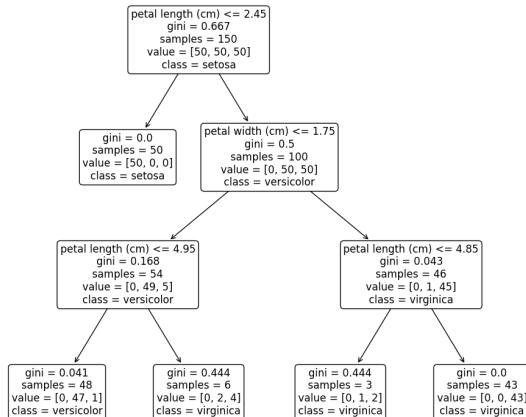 petal length (cm) <= 2.45
gini = 0.667
samples = 150
value = [50, 50, 50]
class = setosa
gini = 0.0
samples = 50
value = [50, 0, 0]
class = setosa
petal width (cm) <= 1.75
gini = 0.5
samples = 100
value = [0, 50, 50]
class = versicolor
petal length (cm) <= 4.95
gini = 0.168
samples = 54
value = [0, 49, 5]
class = versicolor
petal length (cm) <= 4.85
gini = 0.043
samples = 46
value = [0, 1, 45]
class = virginica
gini = 0.041
samples = 48
value = [0, 47, 1]
class = versicolor
gini = 0.444
samples = 6
value = [0, 2, 4]
class = virginica
gini = 0.444
samples = 3
value = [0, 1, 2]
class = virginica
gini = 0.0
samples = 43
value = [0, 0, 43]
class = virginica